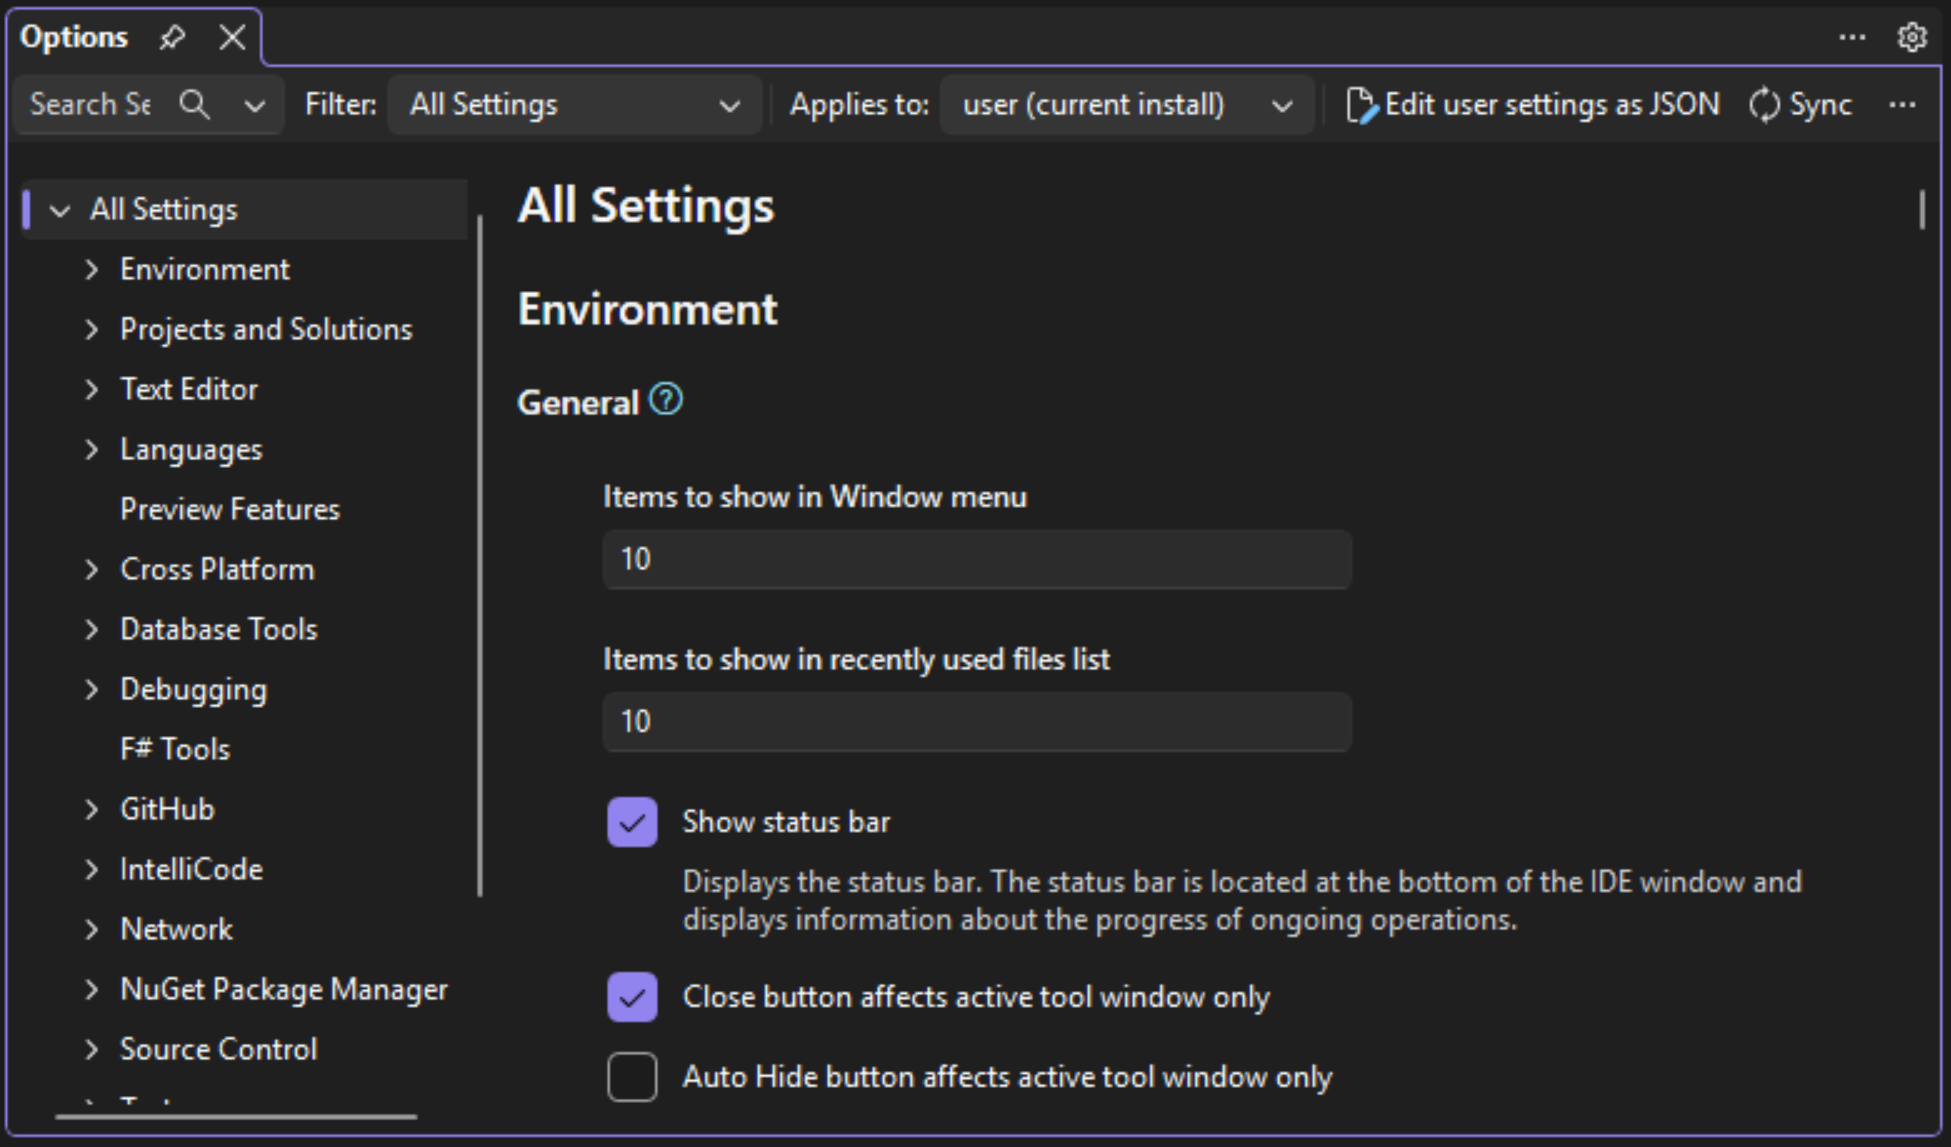 Options
Search Se Filter: All Settings Applies to: user (current install) Edit user settings as JSON Sync
All Settings
Environment
Projects and Solutions
Text Editor
Languages
Preview Features
Cross Platform
Database Tools
Debugging
F# Tools
GitHub
IntelliCode
Network
NuGet Package Manager
Source Control
All Settings
Environment
General
Items to show in Window menu
10
Items to show in recently used files list
10
Show status bar
Displays the status bar. The status bar is located at the bottom of the IDE window and
displays information about the progress of ongoing operations.
Close button affects active tool window only
Auto Hide button affects active tool window only